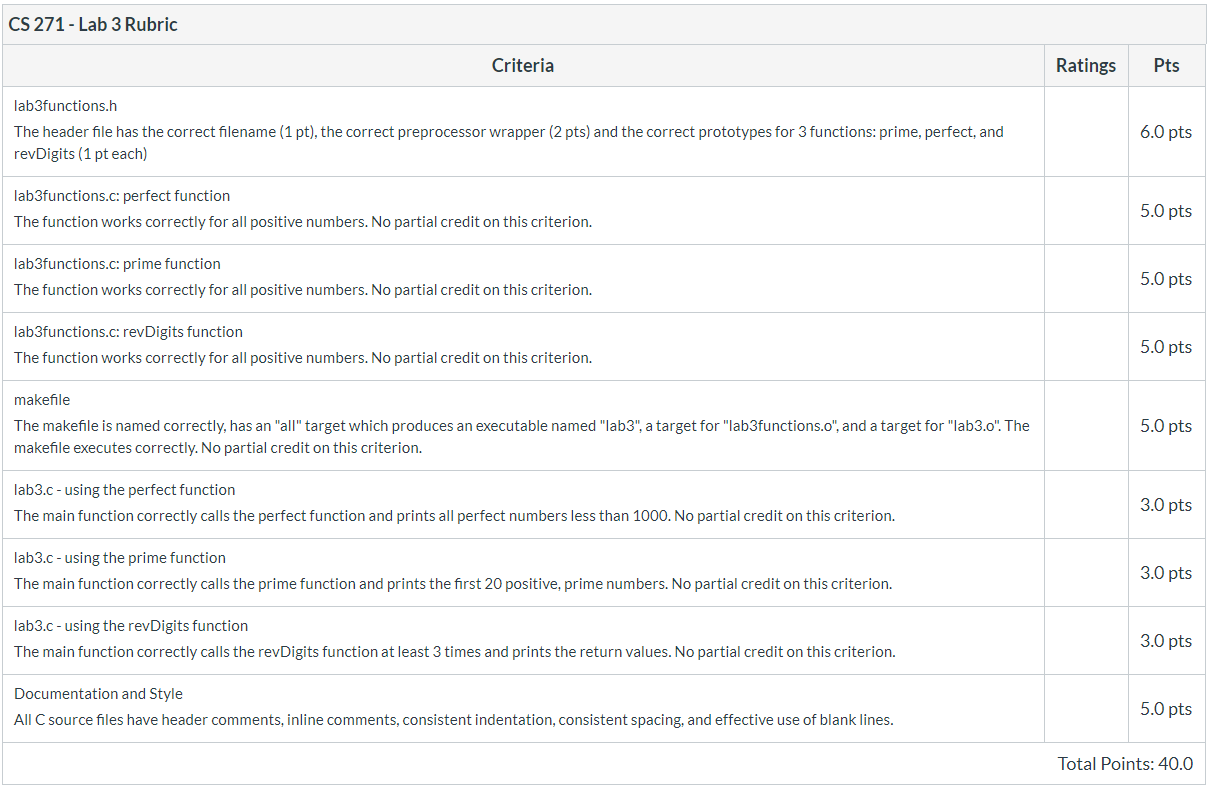 CS 271 - Lab 3 Rubric
Criteria Ratings Pts
lab3functions.h
The header file has the correct filename (1 pt), the correct preprocessor wrapper (2 pts) and the correct prototypes for 3 functions: prime, perfect, and
revDigits (1 pt each)
6.0 pts
lab3functions.c: perfect function
The function works correctly for all positive numbers. No partial credit on this criterion.
5.0 pts
lab3functions.c: prime function
The function works correctly for all positive numbers. No partial credit on this criterion.
5.0 pts
lab3functions.c: revDigits function
The function works correctly for all positive numbers. No partial credit on this criterion.
5.0 pts
makefile
The makefile is named correctly, has an "all" target which produces an executable named "lab3", a target for "lab3functions.o", and a target for "lab3.o". The
makefile executes correctly. No partial credit on this criterion.
5.0 pts
lab3.c - using the perfect function
The main function correctly calls the perfect function and prints all perfect numbers less than 1000. No partial credit on this criterion.
3.0 pts
lab3.c - using the prime function
The main function correctly calls the prime function and prints the first 20 positive, prime numbers. No partial credit on this criterion.
3.0 pts
lab3.c - using the revDigits function
The main function correctly calls the revDigits function at least 3 times and prints the return values. No partial credit on this criterion.
3.0 pts
Documentation and Style
All C source files have header comments, inline comments, consistent indentation, consistent spacing, and effective use of blank lines.
5.0 pts
Total Points: 40.0